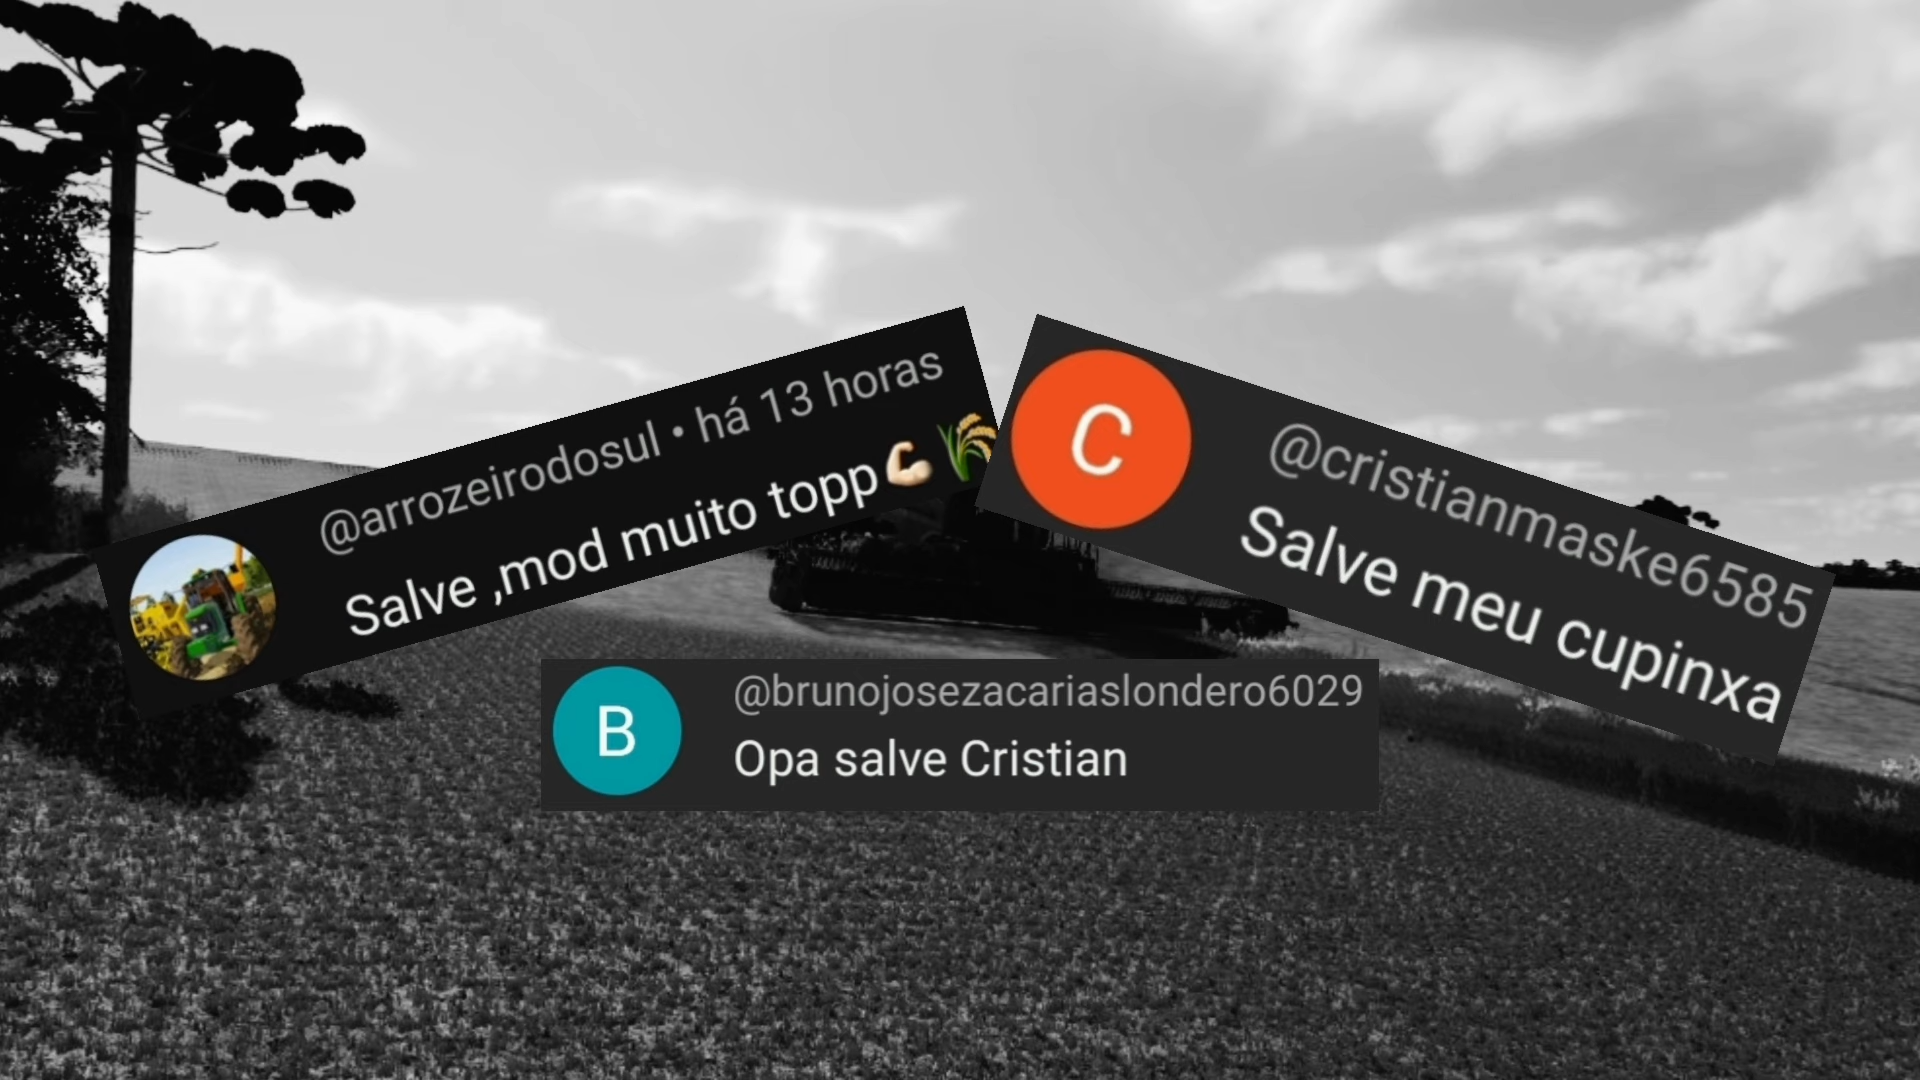 @arrozeirodosul • há 13 horas
Salve ,mod muito topp💪🏻🌾
C
@cristianmaske6585
Salve meu cupinxa
B
@brunojosezacariaslondero6029
Opa salve Cristian